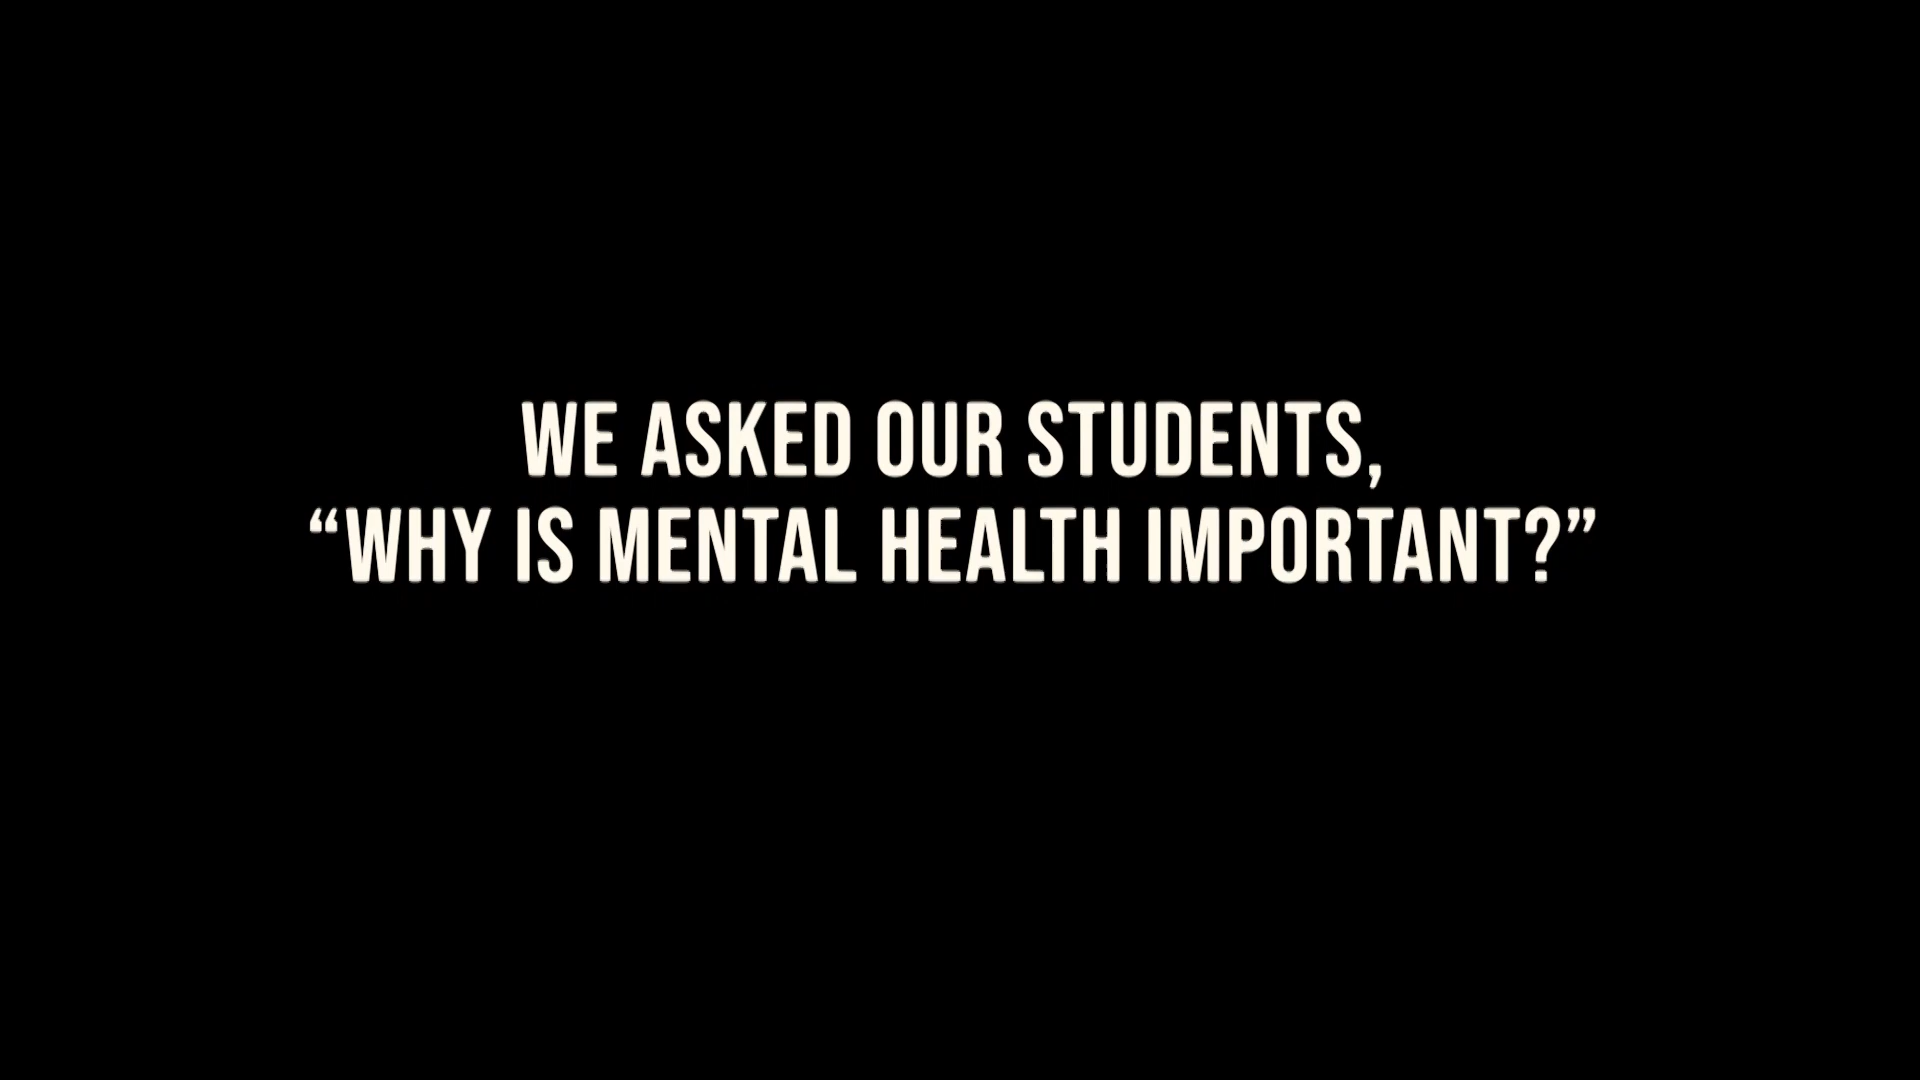 WE ASKED OUR STUDENTS,
“WHY IS MENTAL HEALTH IMPORTANT?”